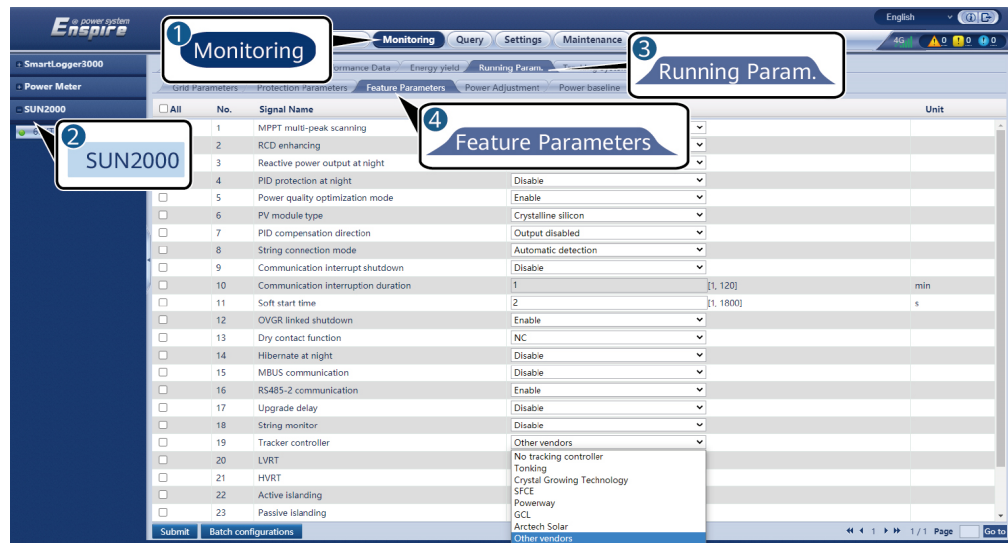 Enspire
e power system
English
1
Monitoring
Monitoring Query Settings Maintenance
4G 0 0 0
3
Running Param.
SmartLogger3000
Energy yield Running Param.
Power Meter
Grid Parameters Protection Parameters Feature Parameters Power Adjustment Power baseline
SUN2000
2
SUN2000
4
Feature Parameters
All No. Signal Name Unit
1 MPPT multi-peak scanning
2 RCD enhancing
3 Reactive power output at night
4 PID protection at night Disable
5 Power quality optimization mode Enable
6 PV module type Crystalline silicon
7 PID compensation direction Output disabled
8 String connection mode Automatic detection
9 Communication interrupt shutdown Disable
10 Communication interruption duration 1 [1, 120] min
11 Soft start time 2 [1, 1800] s
12 OVGR linked shutdown Enable
13 Dry contact function NC
14 Hibernate at night Disable
15 MBUS communication Disable
16 RS485-2 communication Enable
17 Upgrade delay Disable
18 String monitor Disable
19 Tracker controller Other vendors
No tracking controller
20 LVRT
Tonking
21 HVRT
Crystal Growing Technology
SFCE
22 Active islanding
Powerway
GCL
23 Passive islanding
Arctech Solar
Other vendors
Submit Batch configurations 1 1/1 Page Go to